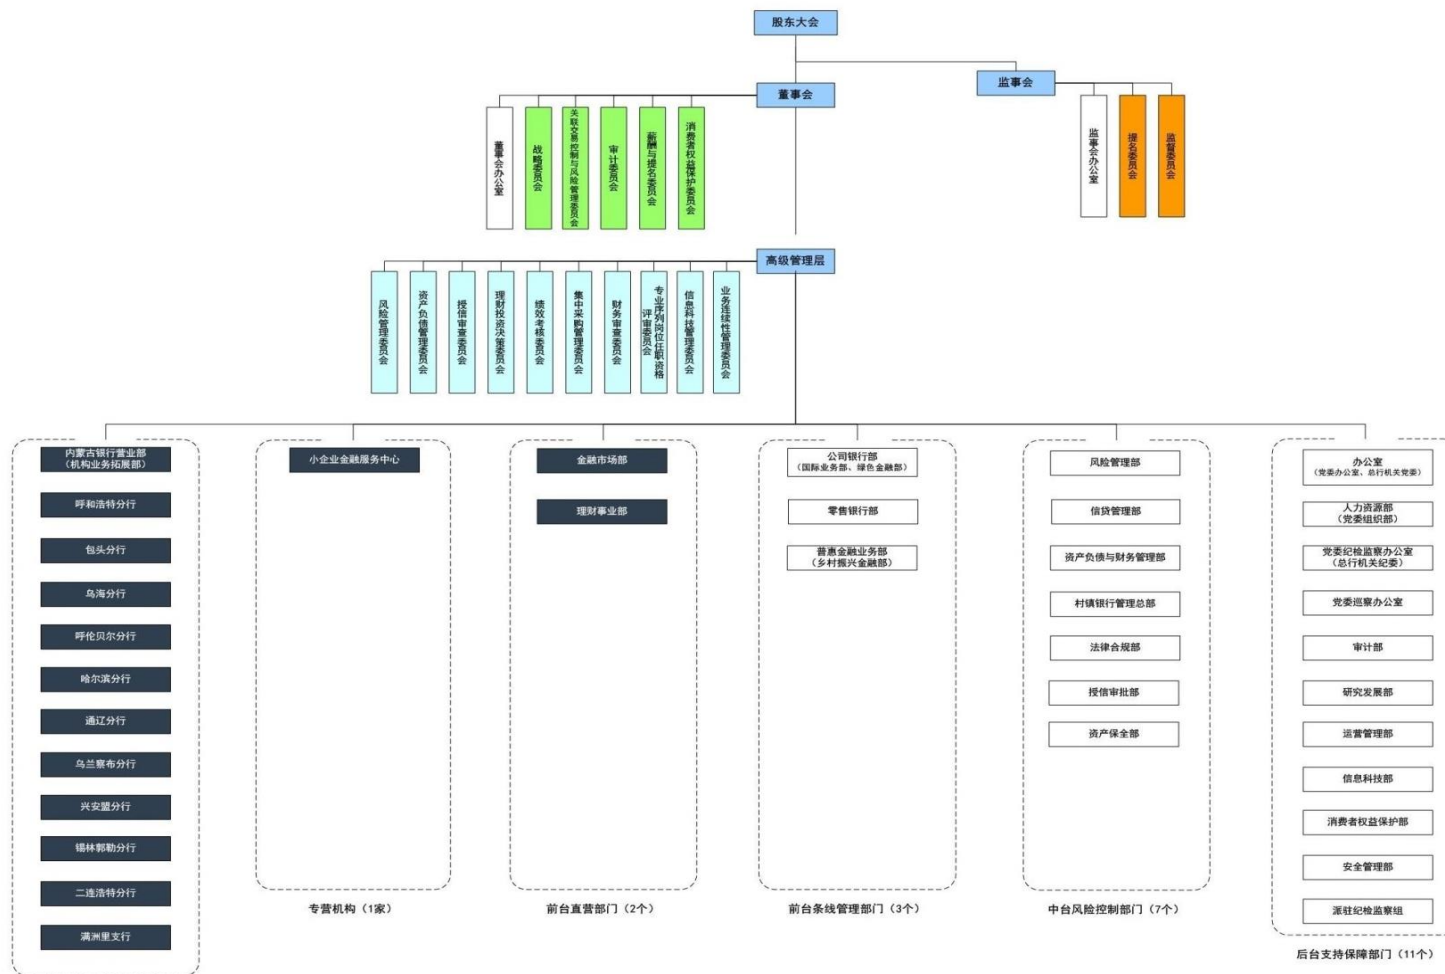 股东大会
监事会
董事会
董事会办公室
战略委员会
关联交易控制与风险管理委员会
审计委员会
薪酬与提名委员会
消费者权益保护委员会
监事会办公室
提名委员会
监督委员会
高级管理层
风险管理委员会
资产负债管理委员会
授信审查委员会
理财投资决策委员会
绩效考核委员会
集中采购管理委员会
财务审查委员会
专业序列岗位任职资格
评审委员会
信息科技管理委员会
业务连续性管理委员会
内蒙古银行营业部
(机构业务拓展部)
呼和浩特分行
包头分行
乌海分行
呼伦贝尔分行
哈尔滨分行
通辽分行
乌兰察布分行
兴安盟分行
锡林郭勒分行
二连浩特分行
满洲里支行
小企业金融服务中心
专营机构（1家）
金融市场部
理财事业部
前台直营部门（2个）
公司银行部
(国际业务部、绿色金融部)
零售银行部
普惠金融业务部
(乡村振兴金融部)
前台条线管理部门（3个）
风险管理部
信贷管理部
资产负债与财务管理部
村镇银行管理总部
法律合规部
授信审批部
资产保全部
中台风险控制部门（7个）
办公室
(党委办公室、总行机关党委)
人力资源部
(党委组织部)
党委纪检监察办公室
(总行机关纪委)
党委巡察办公室
审计部
研究发展部
运营管理部
信息科技部
消费者权益保护部
安全管理部
派驻纪检监察组
后台支持保障部门（11个）